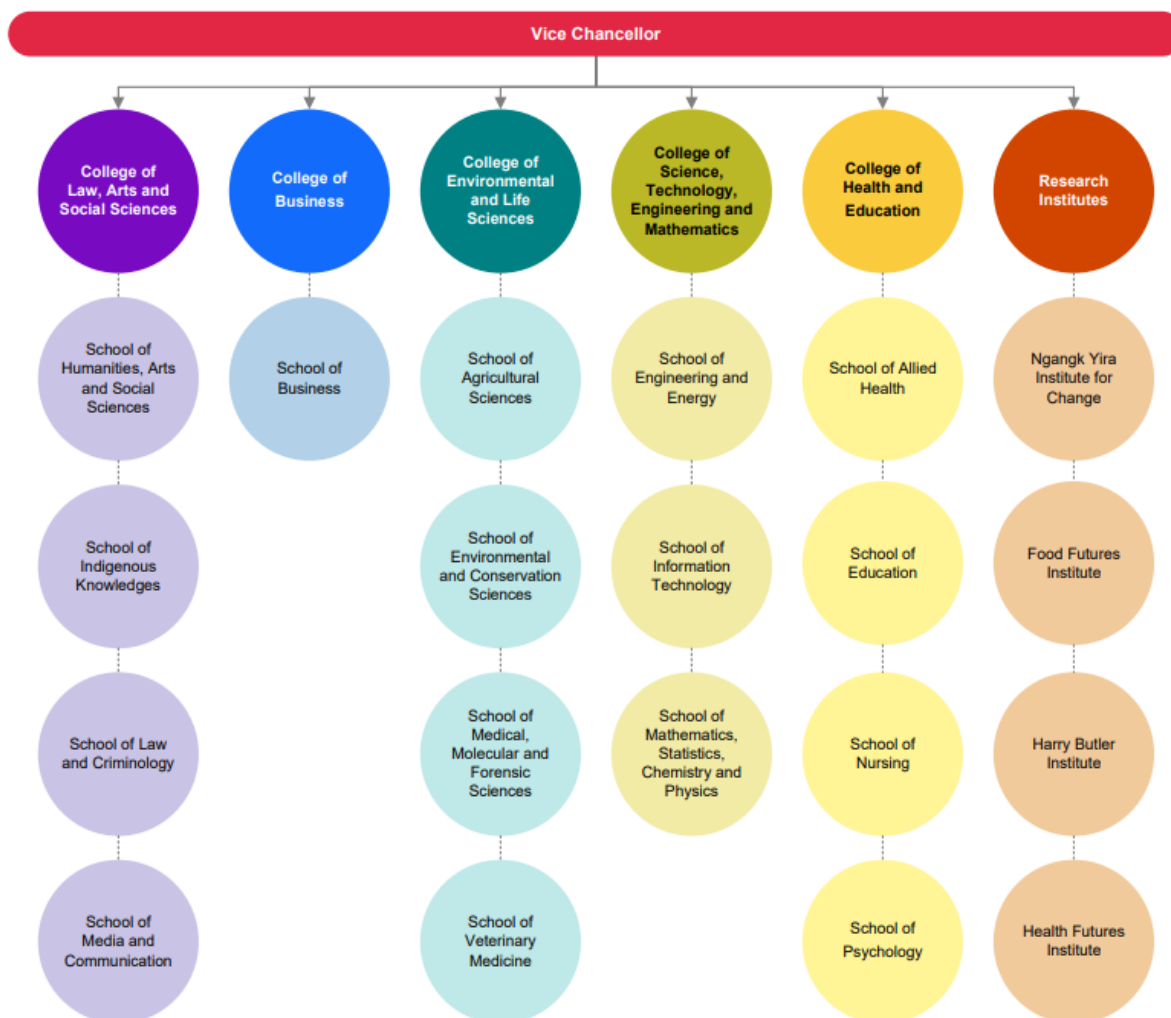 Vice Chancellor
College of
Law, Arts and
Social Sciences
College of
Business
College of
Environmental
and Life
Sciences
College of
Science,
Technology,
Engineering and
Mathematics
College of
Health and
Education
Research
Institutes
School of
Humanities, Arts
and Social
Sciences
School of
Business
School of
Agricultural
Sciences
School of
Engineering and
Energy
School of Allied
Health
Ngangk Yira
Institute for
Change
School of
Indigenous
Knowledges
School of
Environmental
and Conservation
Sciences
School of
Information
Technology
School of
Education
Food Futures
Institute
School of Law
and Criminology
School of
Medical,
Molecular and
Forensic
Sciences
School of
Mathematics,
Statistics,
Chemistry and
Physics
School of
Nursing
Harry Butler
Institute
School of
Media and
Communication
School of
Veterinary
Medicine
School of
Psychology
Health Futures
Institute